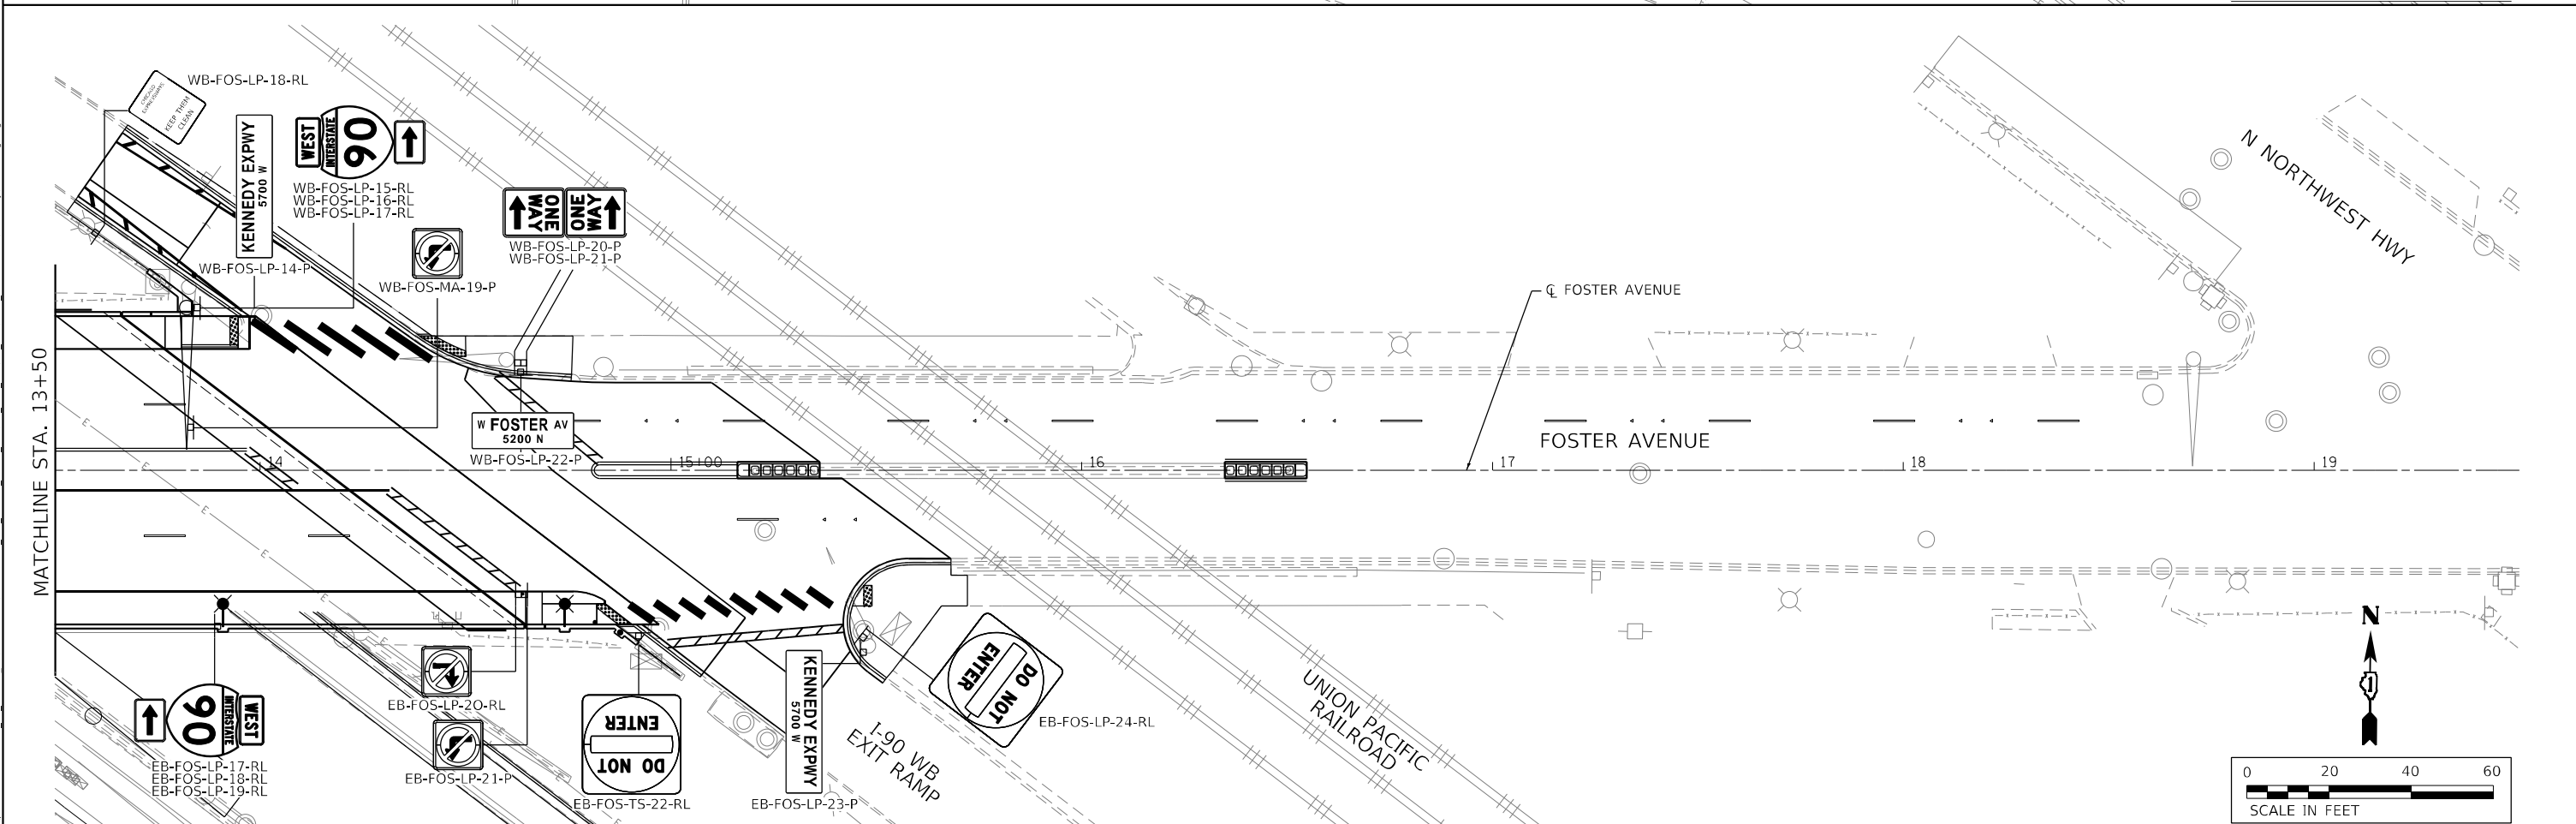 WB-FOS-LP-18-RL
CHICAGO
EXPRESSWAYS
KEEP THEM
CLEAN
KENNEDY EXPWY
5700 W
WB-FOS-LP-14-P
WEST
INTERSTATE
90
WB-FOS-LP-15-RL
WB-FOS-LP-16-RL
WB-FOS-LP-17-RL
WB-FOS-MA-19-P
ONE
WAY
ONE
WAY
WB-FOS-LP-20-P
WB-FOS-LP-21-P
W FOSTER AV
5200 N
WB-FOS-LP-22-P
℄ FOSTER AVENUE
N NORTHWEST HWY
FOSTER AVENUE
MATCHLINE STA. 13+50
14
15+00
16
17
18
19
E
E
E
E
E
WEST
INTERSTATE
90
EB-FOS-LP-17-RL
EB-FOS-LP-18-RL
EB-FOS-LP-19-RL
EB-FOS-LP-20-RL
EB-FOS-LP-21-P
DO NOT
ENTER
EB-FOS-TS-22-RL
KENNEDY EXPWY
5700 W
EB-FOS-LP-23-P
DO NOT
ENTER
EB-FOS-LP-24-RL
I-90 WB
EXIT RAMP
UNION PACIFIC
RAILROAD
N
1
0 20 40 60
SCALE IN FEET